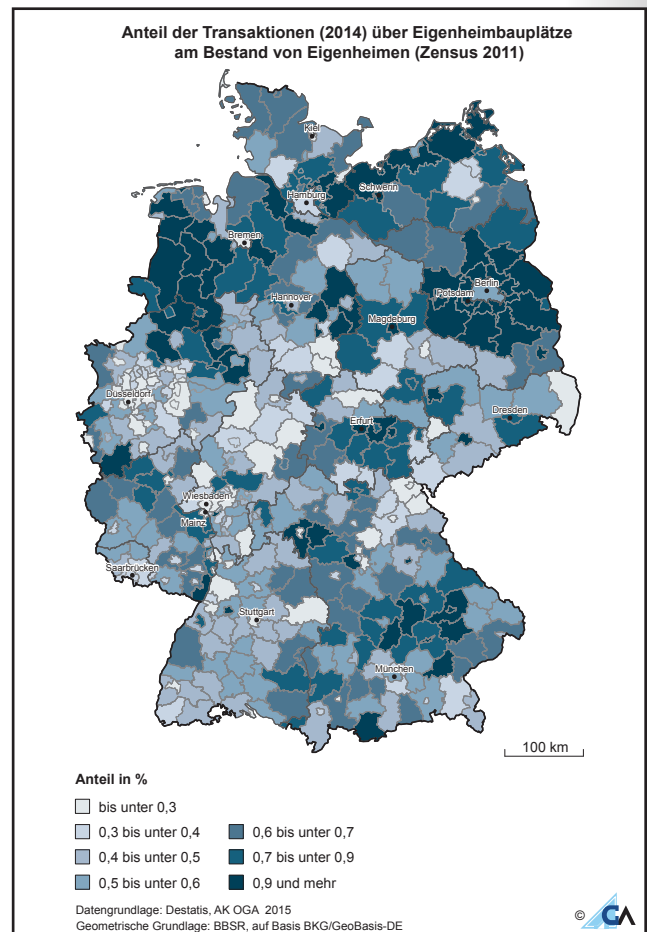 Anteil der Transaktionen (2014) über Eigenheimbauplätze
am Bestand von Eigenheimen (Zensus 2011)
Kiel
Schwerin
Hamburg
Bremen
Berlin
Potsdam
Hannover
Magdeburg
Düsseldorf
Dresden
Erfurt
Wiesbaden
Mainz
Saarbrücken
Stuttgart
München
100 km
Anteil in %
bis unter 0,3
0,3 bis unter 0,4
0,6 bis unter 0,7
0,4 bis unter 0,5
0,7 bis unter 0,9
0,5 bis unter 0,6
0,9 und mehr
Datengrundlage: Destatis, AK OGA 2015
Geometrische Grundlage: BBSR, auf Basis BKG/GeoBasis-DE
© GA